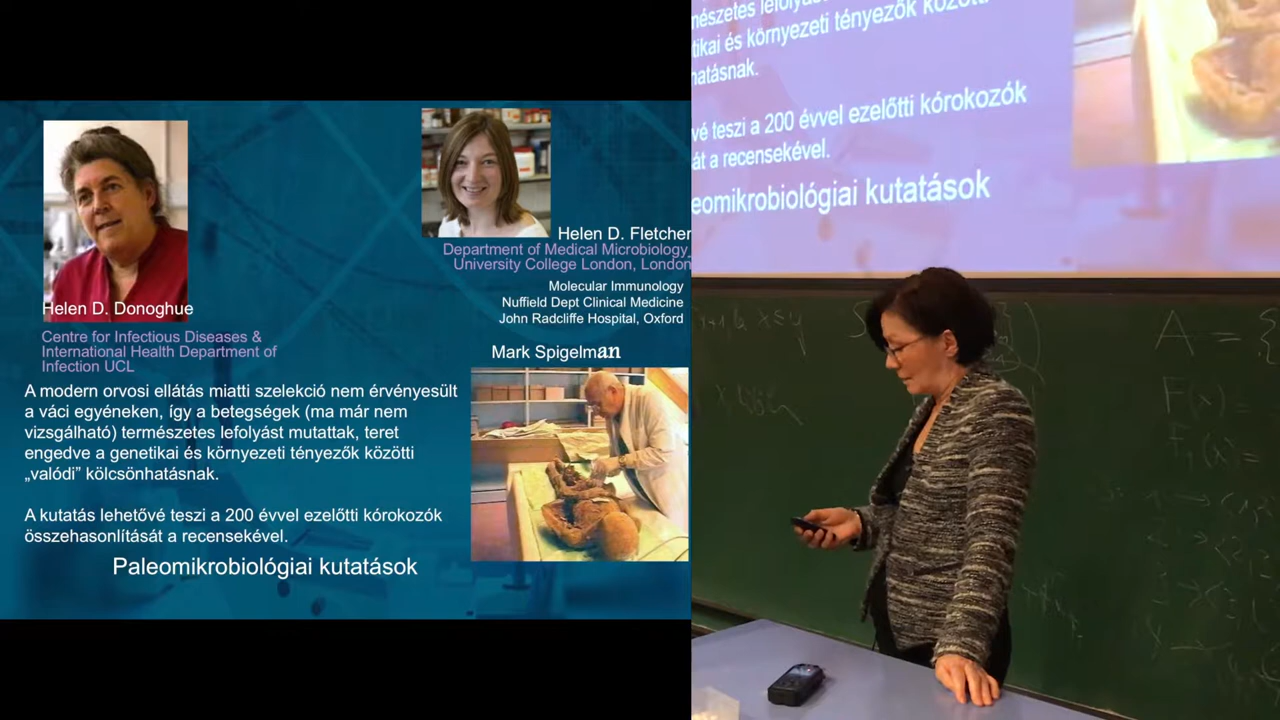 Helen D. Donoghue
Centre for Infectious Diseases &
International Health Department of
Infection UCL
Helen D. Fletcher
Department of Medical Microbiology,
University College London, London
Molecular Immunology
Nuffield Dept Clinical Medicine
John Radcliffe Hospital, Oxford
Mark Spigelman
A modern orvosi ellátás miatti szelekció nem érvényesült
a váci egyéneken, így a betegségek (ma már nem
vizsgálható) természetes lefolyást mutattak, teret
engedve a genetikai és környezeti tényezők közötti
„valódi” kölcsönhatásnak.
A kutatás lehetővé teszi a 200 évvel ezelőtti kórokozók
összehasonlítását a recensekével.
Paleomikrobiológiai kutatások
mészetes lefolyás
tikai és környezeti tényezők közötti
hatásnak.
vé teszi a 200 évvel ezelőtti kórokozók
át a recensekével.
eomikrobiológiai kutatások
A = {
F(x) =